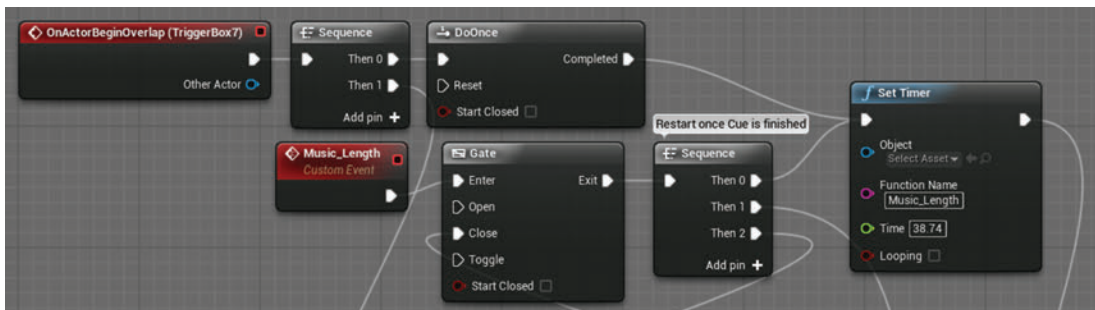 OnActorBeginOverlap (TriggerBox7)
Other Actor
Sequence
Then 0
Then 1
Add pin +
DoOnce
Completed
Reset
Start Closed
Music_Length
Custom Event
Gate
Enter
Exit
Open
Close
Toggle
Start Closed
Restart once Cue is finished
Sequence
Then 0
Then 1
Then 2
Add pin +
f Set Timer
Object
Select Asset
Function Name
Music_Length
Time 38.74
Looping